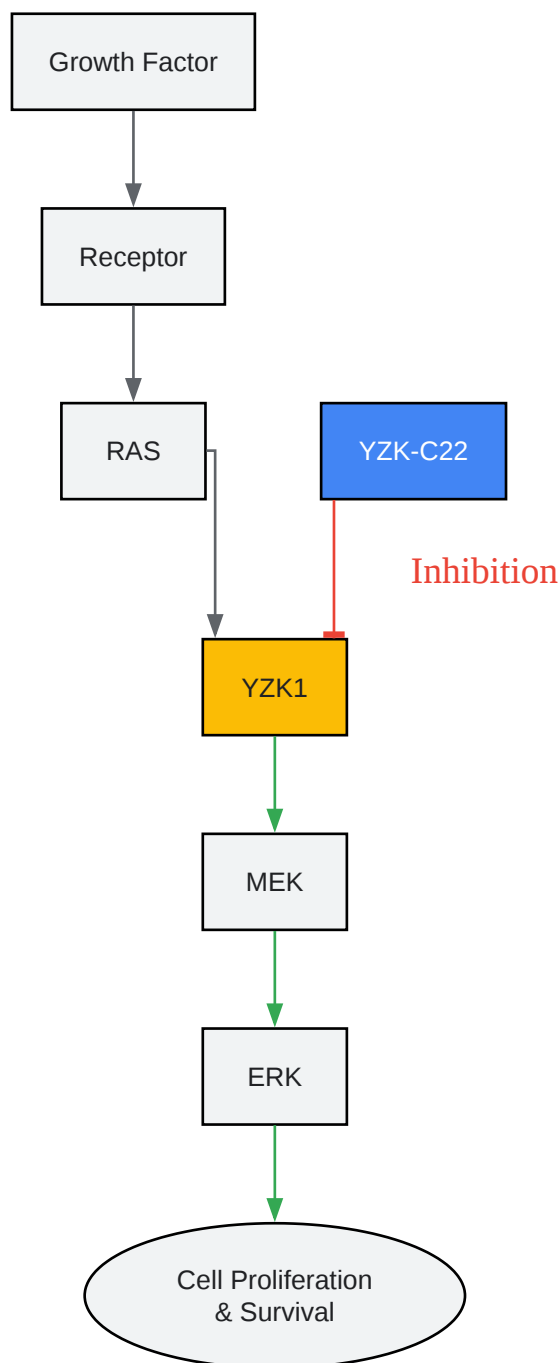 Growth Factor
Receptor
RAS
YZK-C22
Inhibition
YZK1
MEK
ERK
Cell Proliferation
& Survival